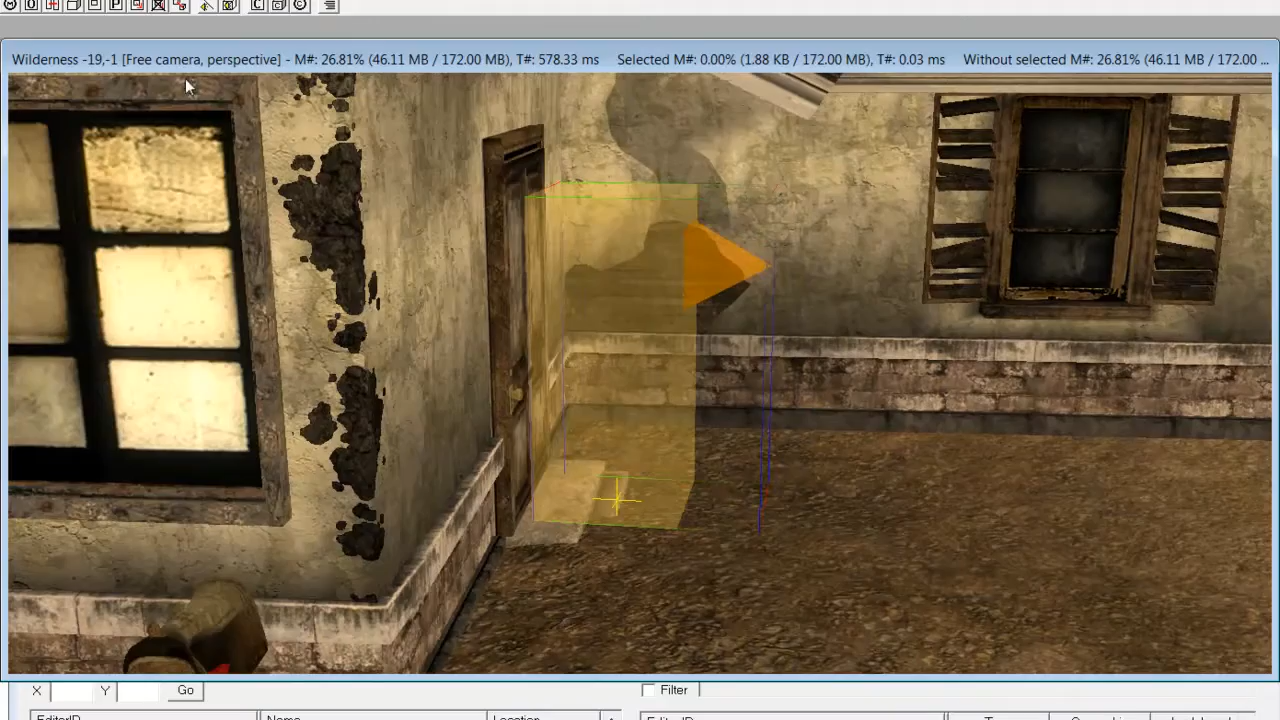 Wilderness -19,-1 [Free camera, perspective] - M#: 26.81% (46.11 MB / 172.00 MB), T#: 578.33 ms Selected M#: 0.00% (1.88 KB / 172.00 MB), T#: 0.03 ms Without selected M#: 26.81% (46.11 MB / 172.00 ...
X Y Go Filter
EditorID Name Location EditorID